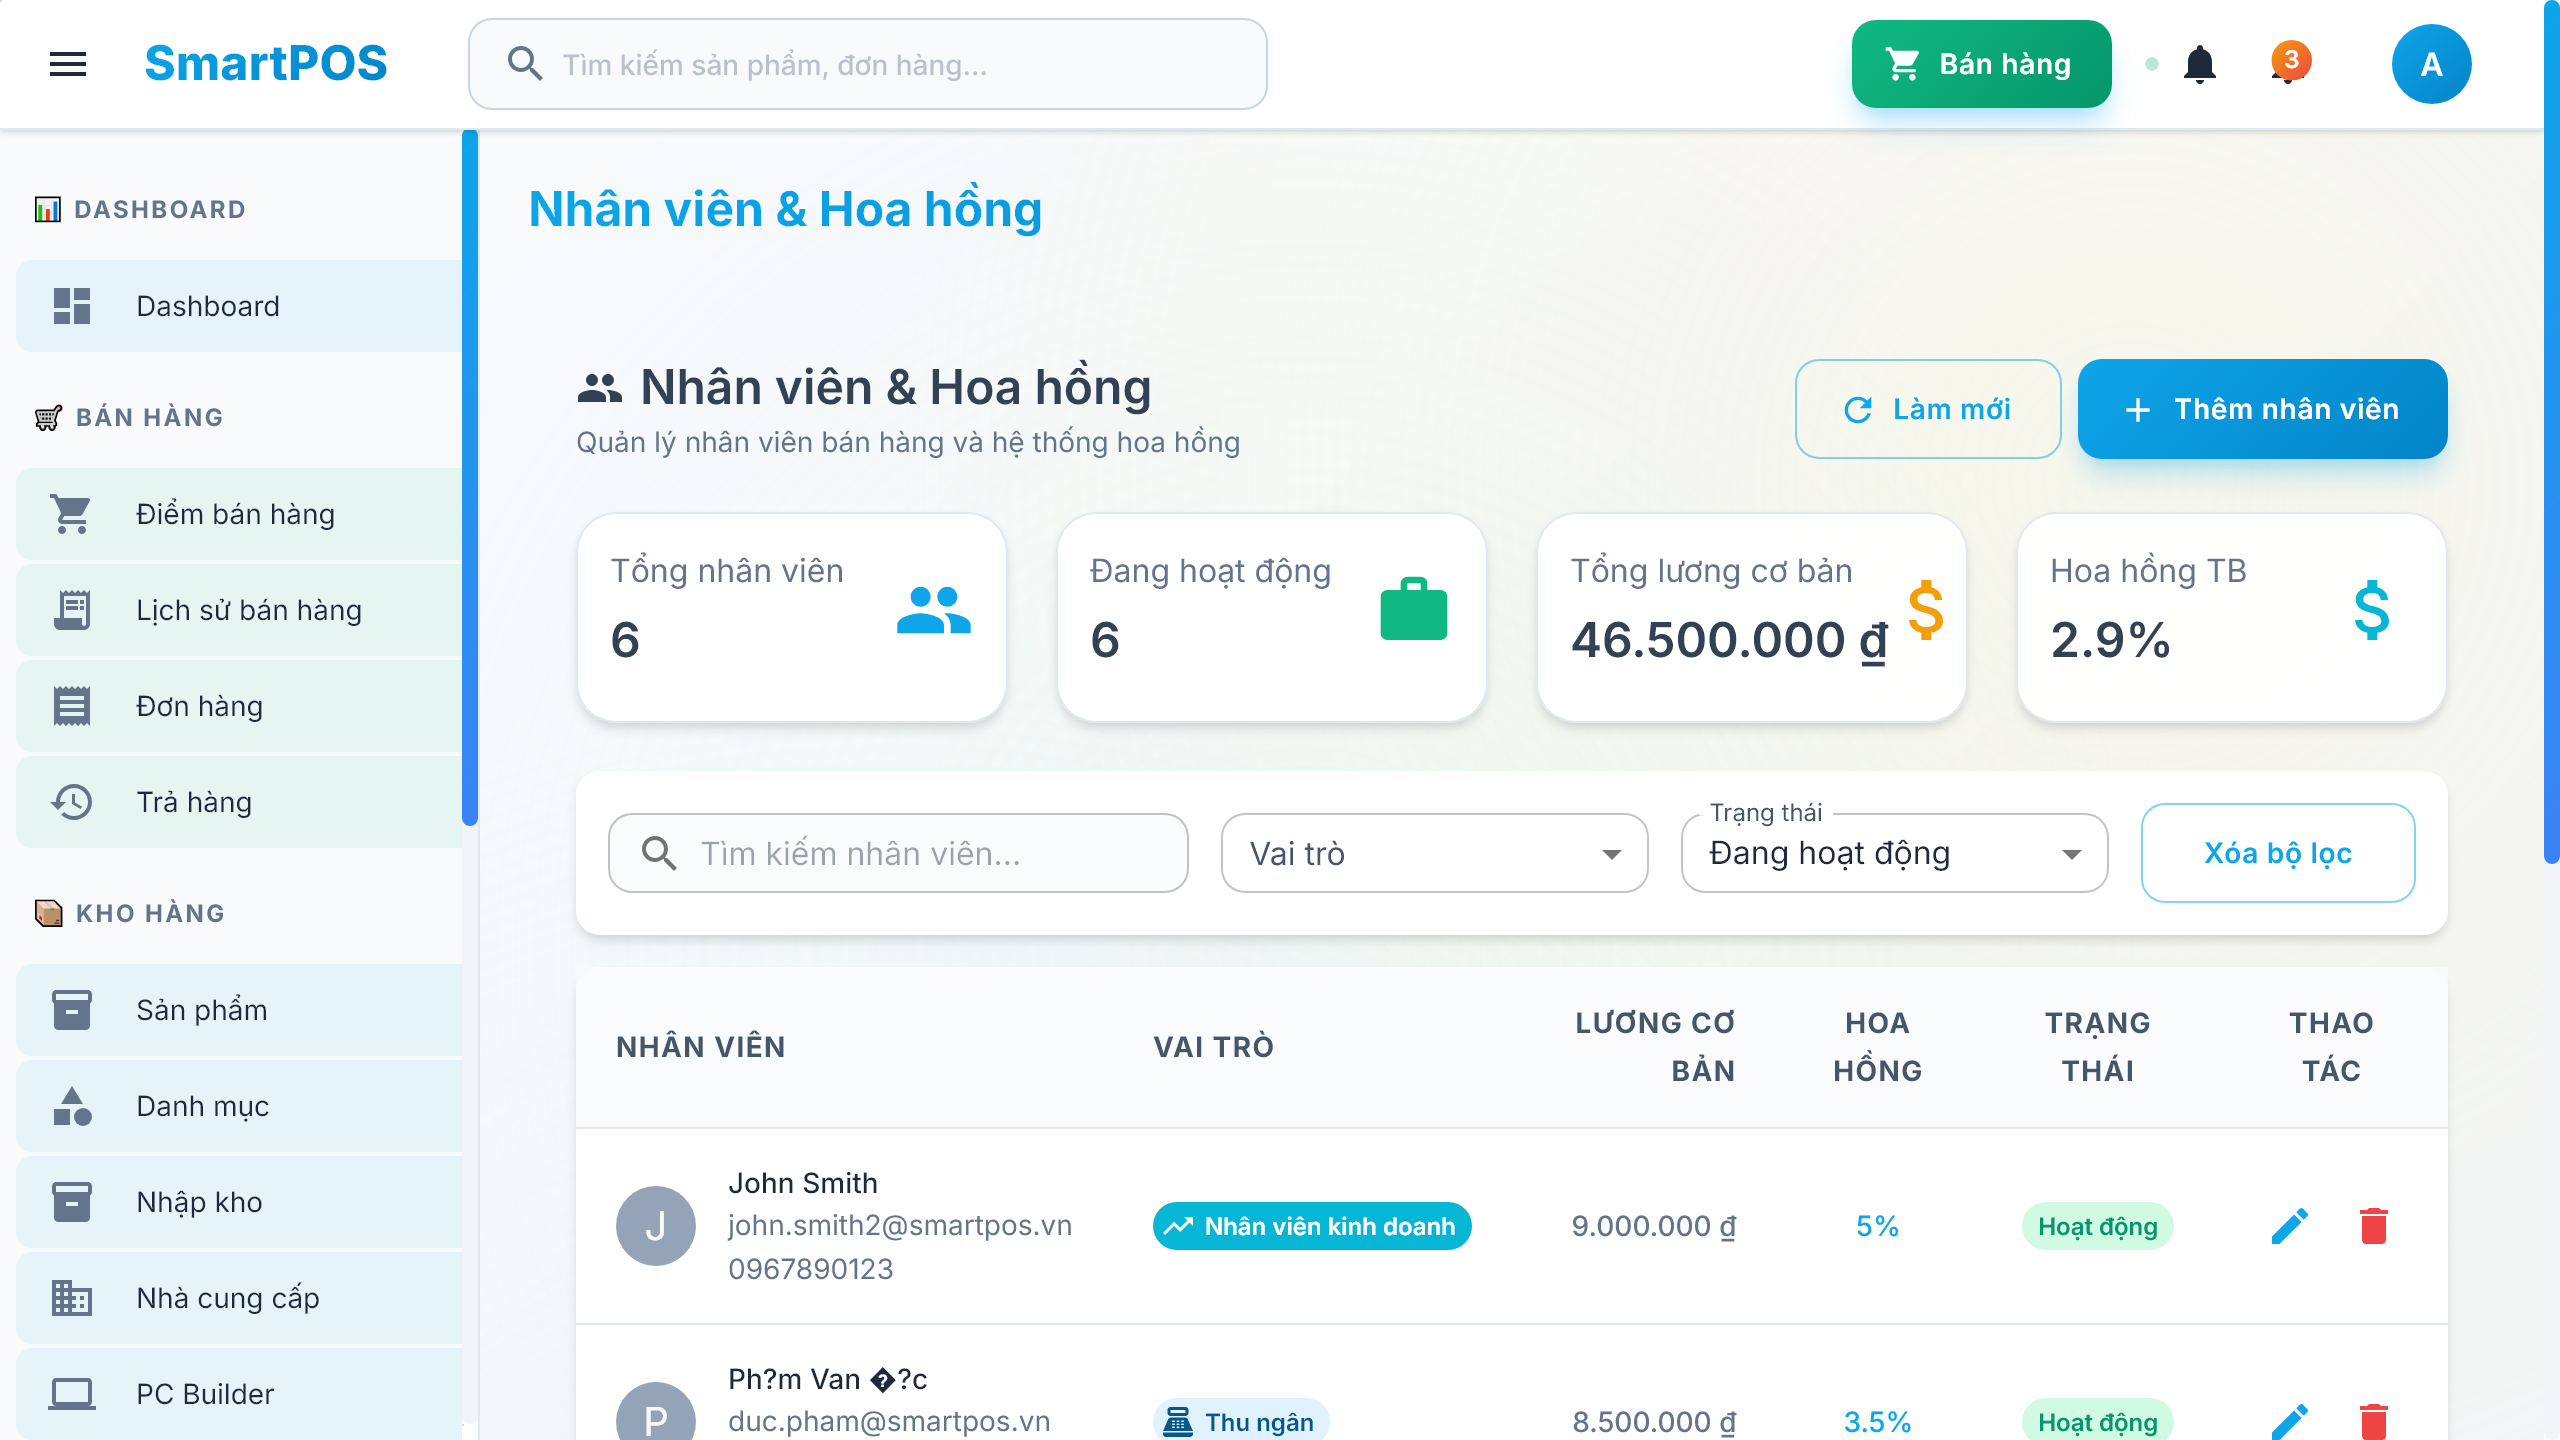 SmartPOS
Tìm kiếm sản phẩm, đơn hàng...
Bán hàng
3
A
DASHBOARD
Dashboard
BÁN HÀNG
Điểm bán hàng
Lịch sử bán hàng
Đơn hàng
Trả hàng
KHO HÀNG
Sản phẩm
Danh mục
Nhập kho
Nhà cung cấp
PC Builder
Nhân viên & Hoa hồng
Nhân viên & Hoa hồng
Quản lý nhân viên bán hàng và hệ thống hoa hồng
Làm mới
Thêm nhân viên
Tổng nhân viên
6
Đang hoạt động
6
Tổng lương cơ bản
46.500.000 ₫
Hoa hồng TB
2.9%
Tìm kiếm nhân viên...
Vai trò
Trạng thái
Đang hoạt động
Xóa bộ lọc
NHÂN VIÊN
VAI TRÒ
LƯƠNG CƠ
BẢN
HOA
HỒNG
TRẠNG
THÁI
THAO
TÁC
J
John Smith
john.smith2@smartpos.vn
0967890123
Nhân viên kinh doanh
9.000.000 ₫
5%
Hoạt động
P
Ph?m Van �?c
duc.pham@smartpos.vn
Thu ngân
8.500.000 ₫
3.5%
Hoạt động